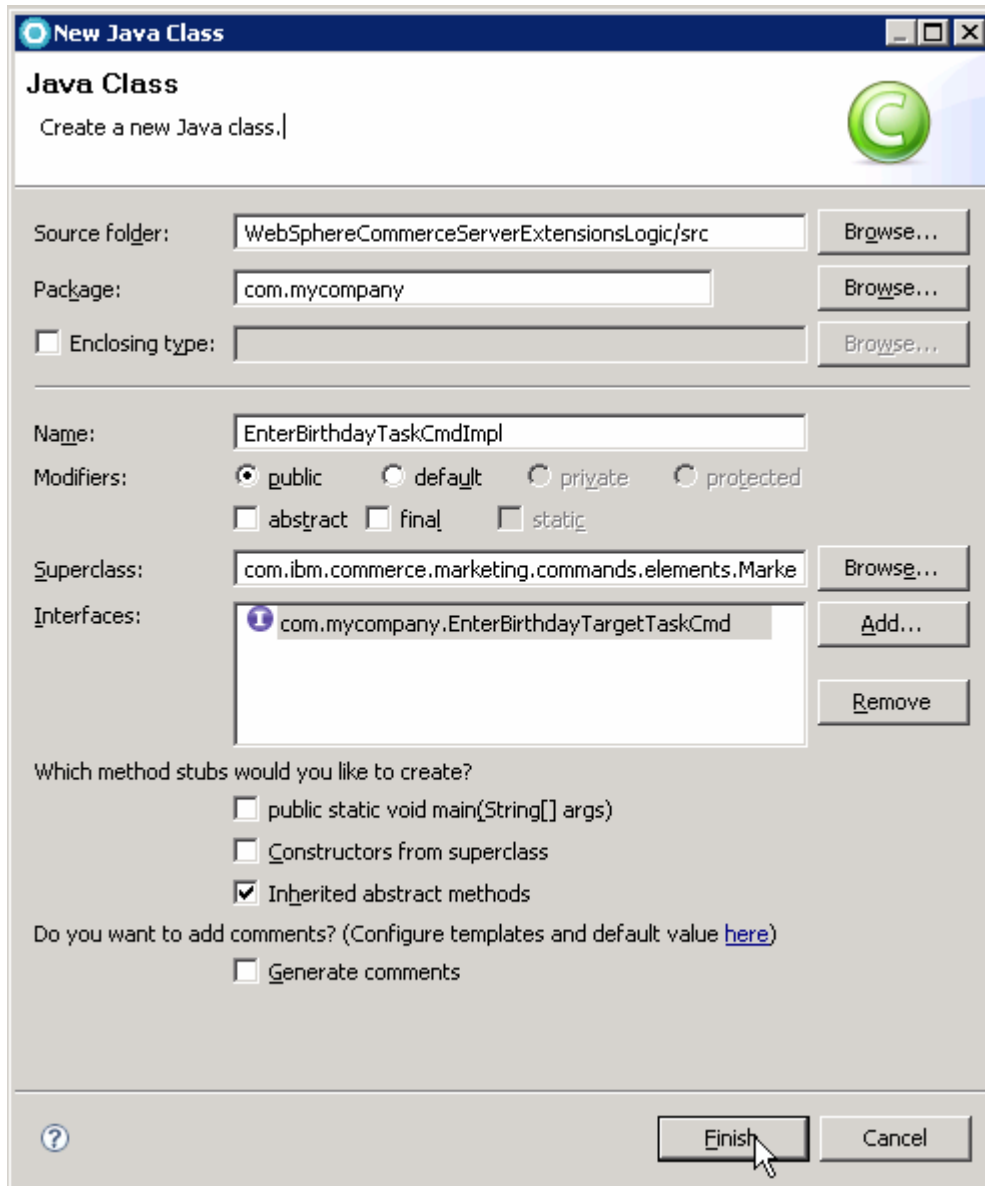 New Java Class
Java Class
Create a new Java class.
Source folder: WebSphereCommerceServerExtensionsLogic/src Browse...
Package: com.mycompany Browse...
Enclosing type: Browse...
Name: EnterBirthdayTaskCmdImpl
Modifiers: public default private protected
abstract final static
Superclass: com.ibm.commerce.marketing.commands.elements.Marke Browse...
Interfaces: com.mycompany.EnterBirthdayTargetTaskCmd Add...
Remove
Which method stubs would you like to create?
public static void main(String[] args)
Constructors from superclass
Inherited abstract methods
Do you want to add comments? (Configure templates and default value here)
Generate comments
Finish Cancel